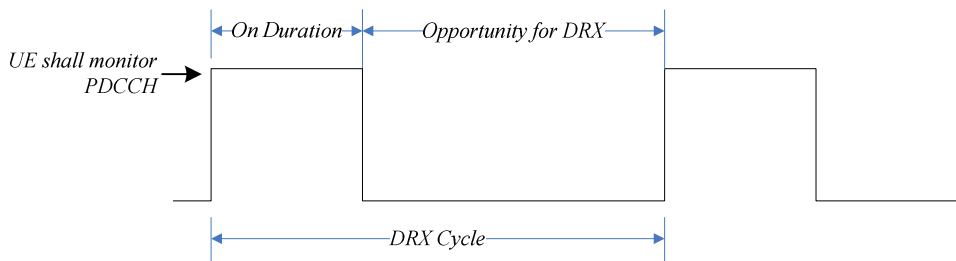 On Duration
Opportunity for DRX
UE shall monitor
PDCCH
DRX Cycle